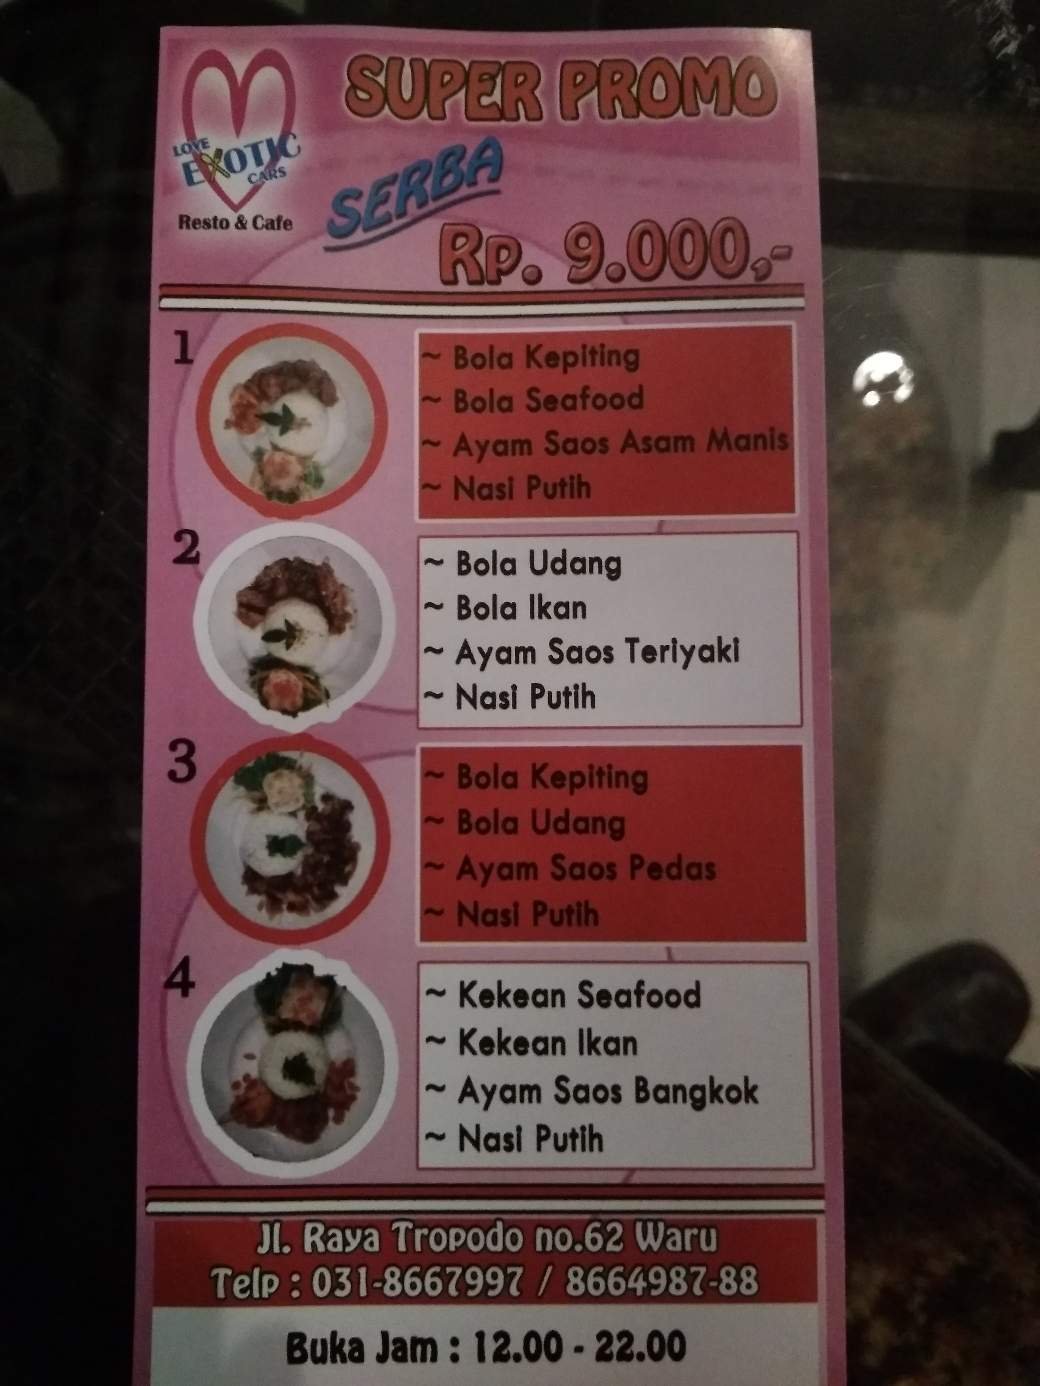 SUPER PROMO
LOVE
EXOTIC
CARS
Resto & Cafe
SERBA
Rp. 9.000,-
1
~ Bola Kepiting
~ Bola Seafood
~ Ayam Saos Asam Manis
~ Nasi Putih
2
~ Bola Udang
~ Bola Ikan
~ Ayam Saos Teriyaki
~ Nasi Putih
3
~ Bola Kepiting
~ Bola Udang
~ Ayam Saos Pedas
~ Nasi Putih
4
~ Kekean Seafood
~ Kekean Ikan
~ Ayam Saos Bangkok
~ Nasi Putih
Jl. Raya Tropodo no.62 Waru
Telp : 031-8667997 / 8664987-88
Buka Jam : 12.00 - 22.00